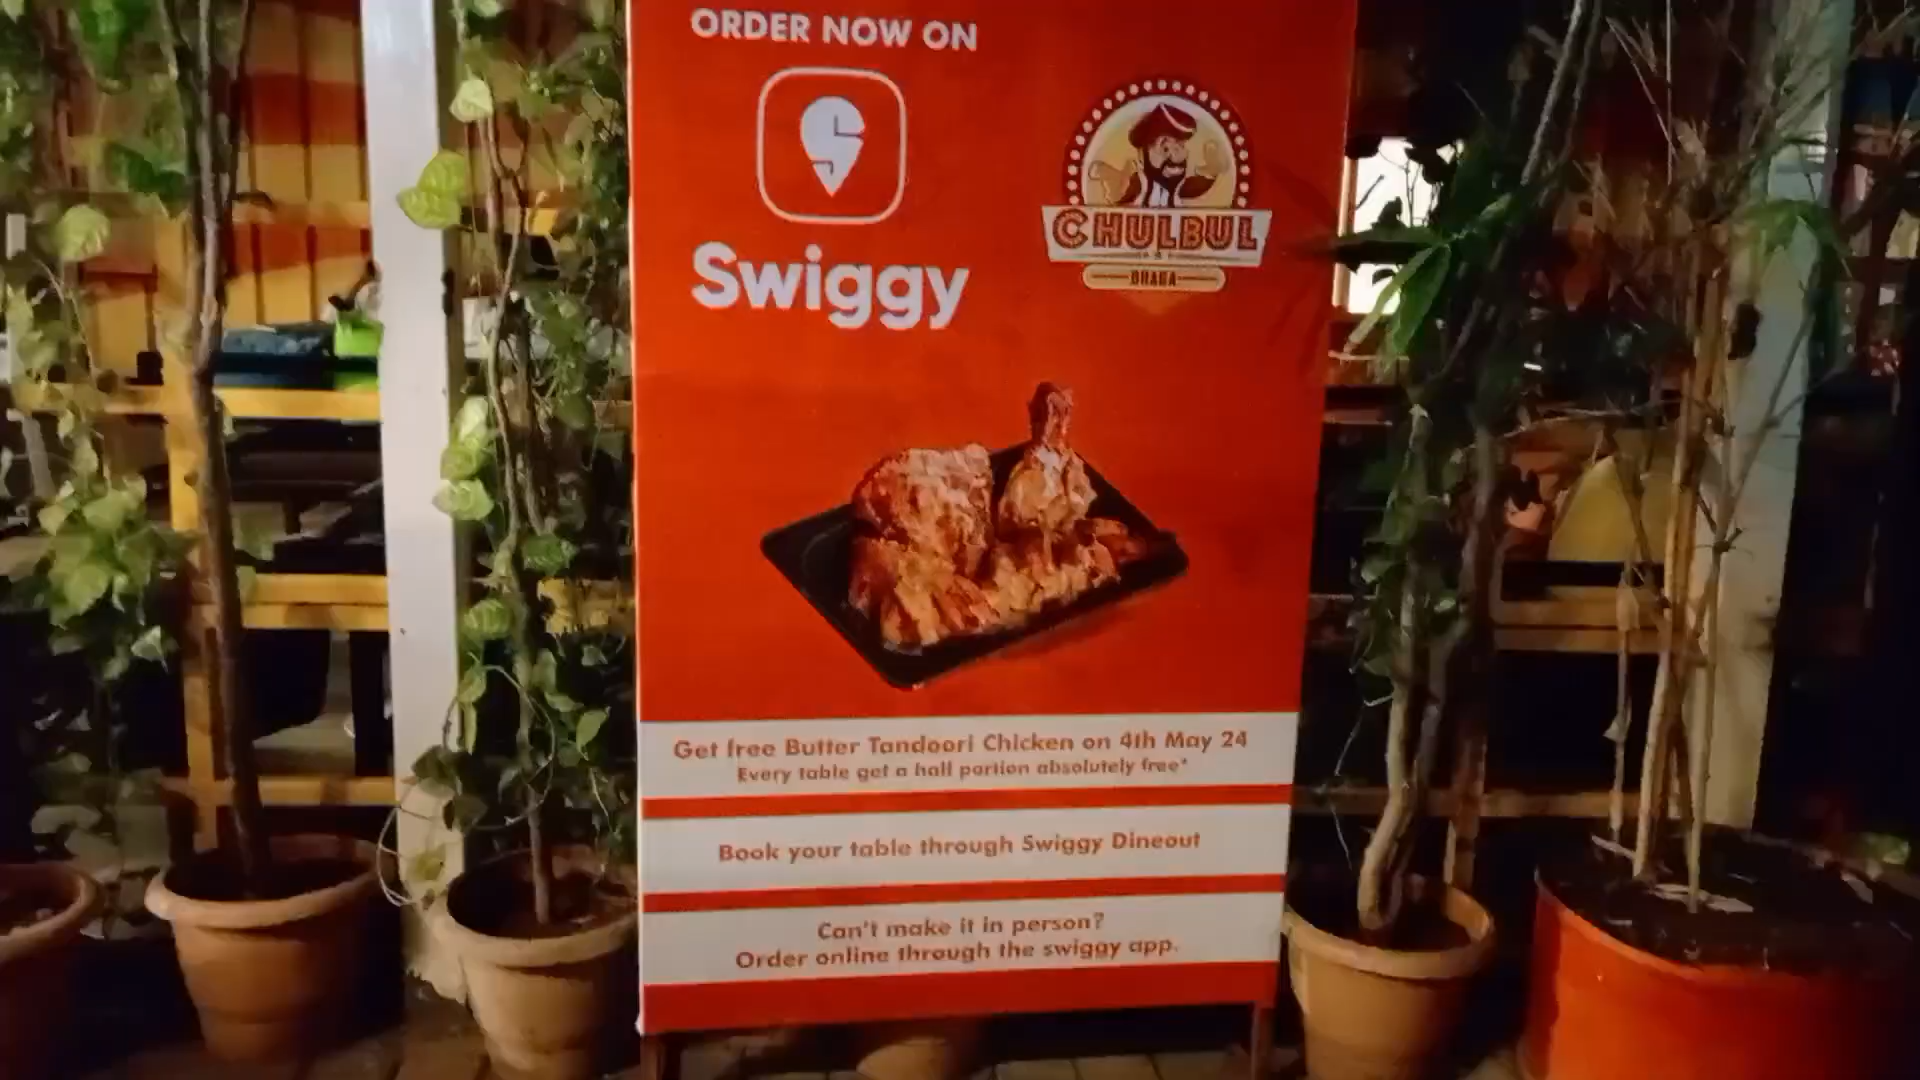 ORDER NOW ON
Swiggy
CHULBUL
DHABA
Get free Butter Tandoori Chicken on 4th May 24
Every table get a half portion absolutely free*
Book your table through Swiggy Dineout
Can't make it in person?
Order online through the swiggy app.